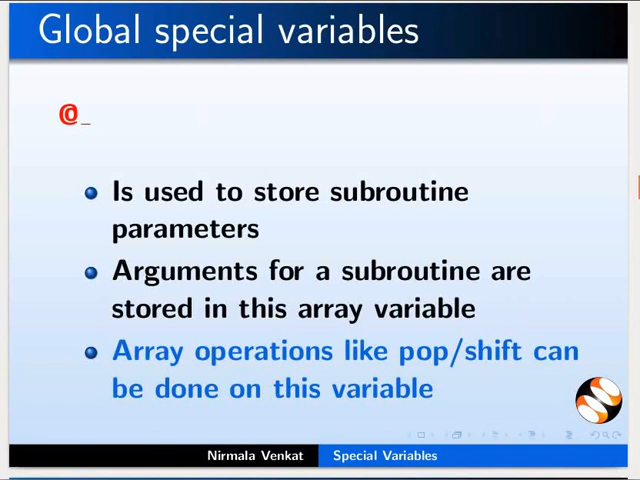 Global special variables
@_
Is used to store subroutine
parameters
Arguments for a subroutine are
stored in this array variable
Array operations like pop/shift can
be done on this variable
Nirmala Venkat Special Variables